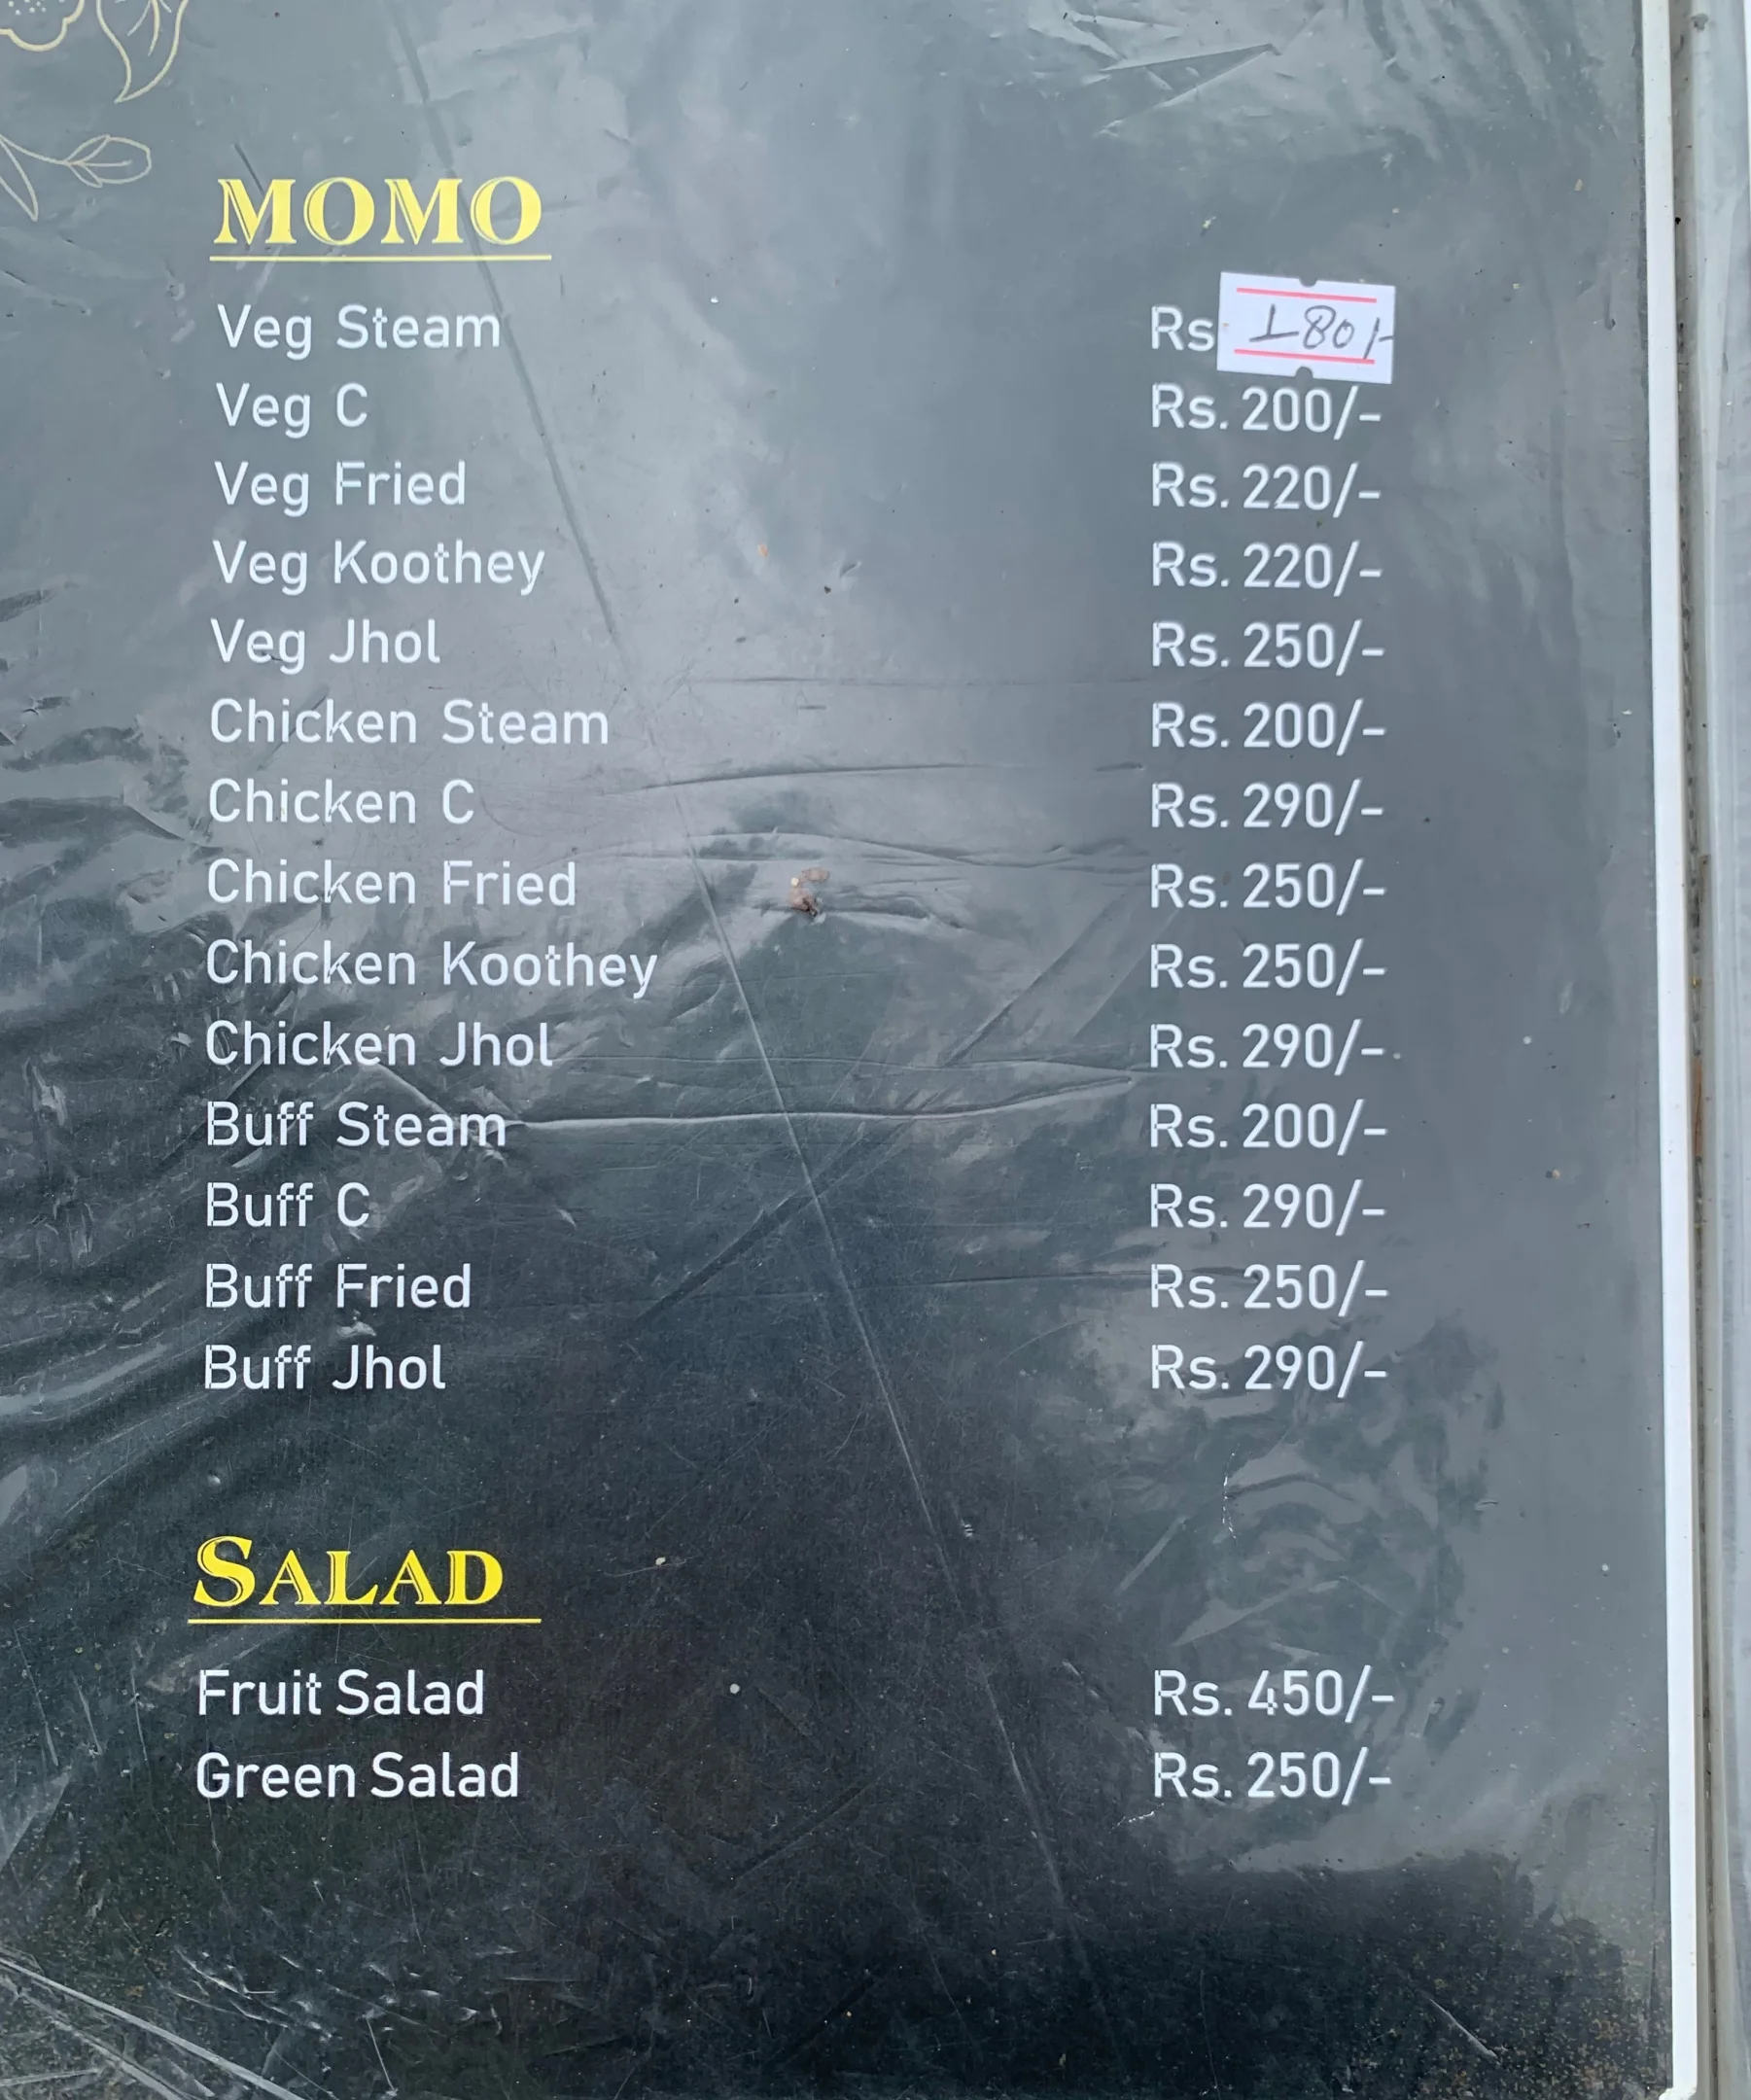 MOMO
Veg Steam Rs 180/-
Veg C Rs. 200/-
Veg Fried Rs. 220/-
Veg Koothey Rs. 220/-
Veg Jhol Rs. 250/-
Chicken Steam Rs. 200/-
Chicken C Rs. 290/-
Chicken Fried Rs. 250/-
Chicken Koothey Rs. 250/-
Chicken Jhol Rs. 290/-
Buff Steam Rs. 200/-
Buff C Rs. 290/-
Buff Fried Rs. 250/-
Buff Jhol Rs. 290/-
SALAD
Fruit Salad Rs. 450/-
Green Salad Rs. 250/-